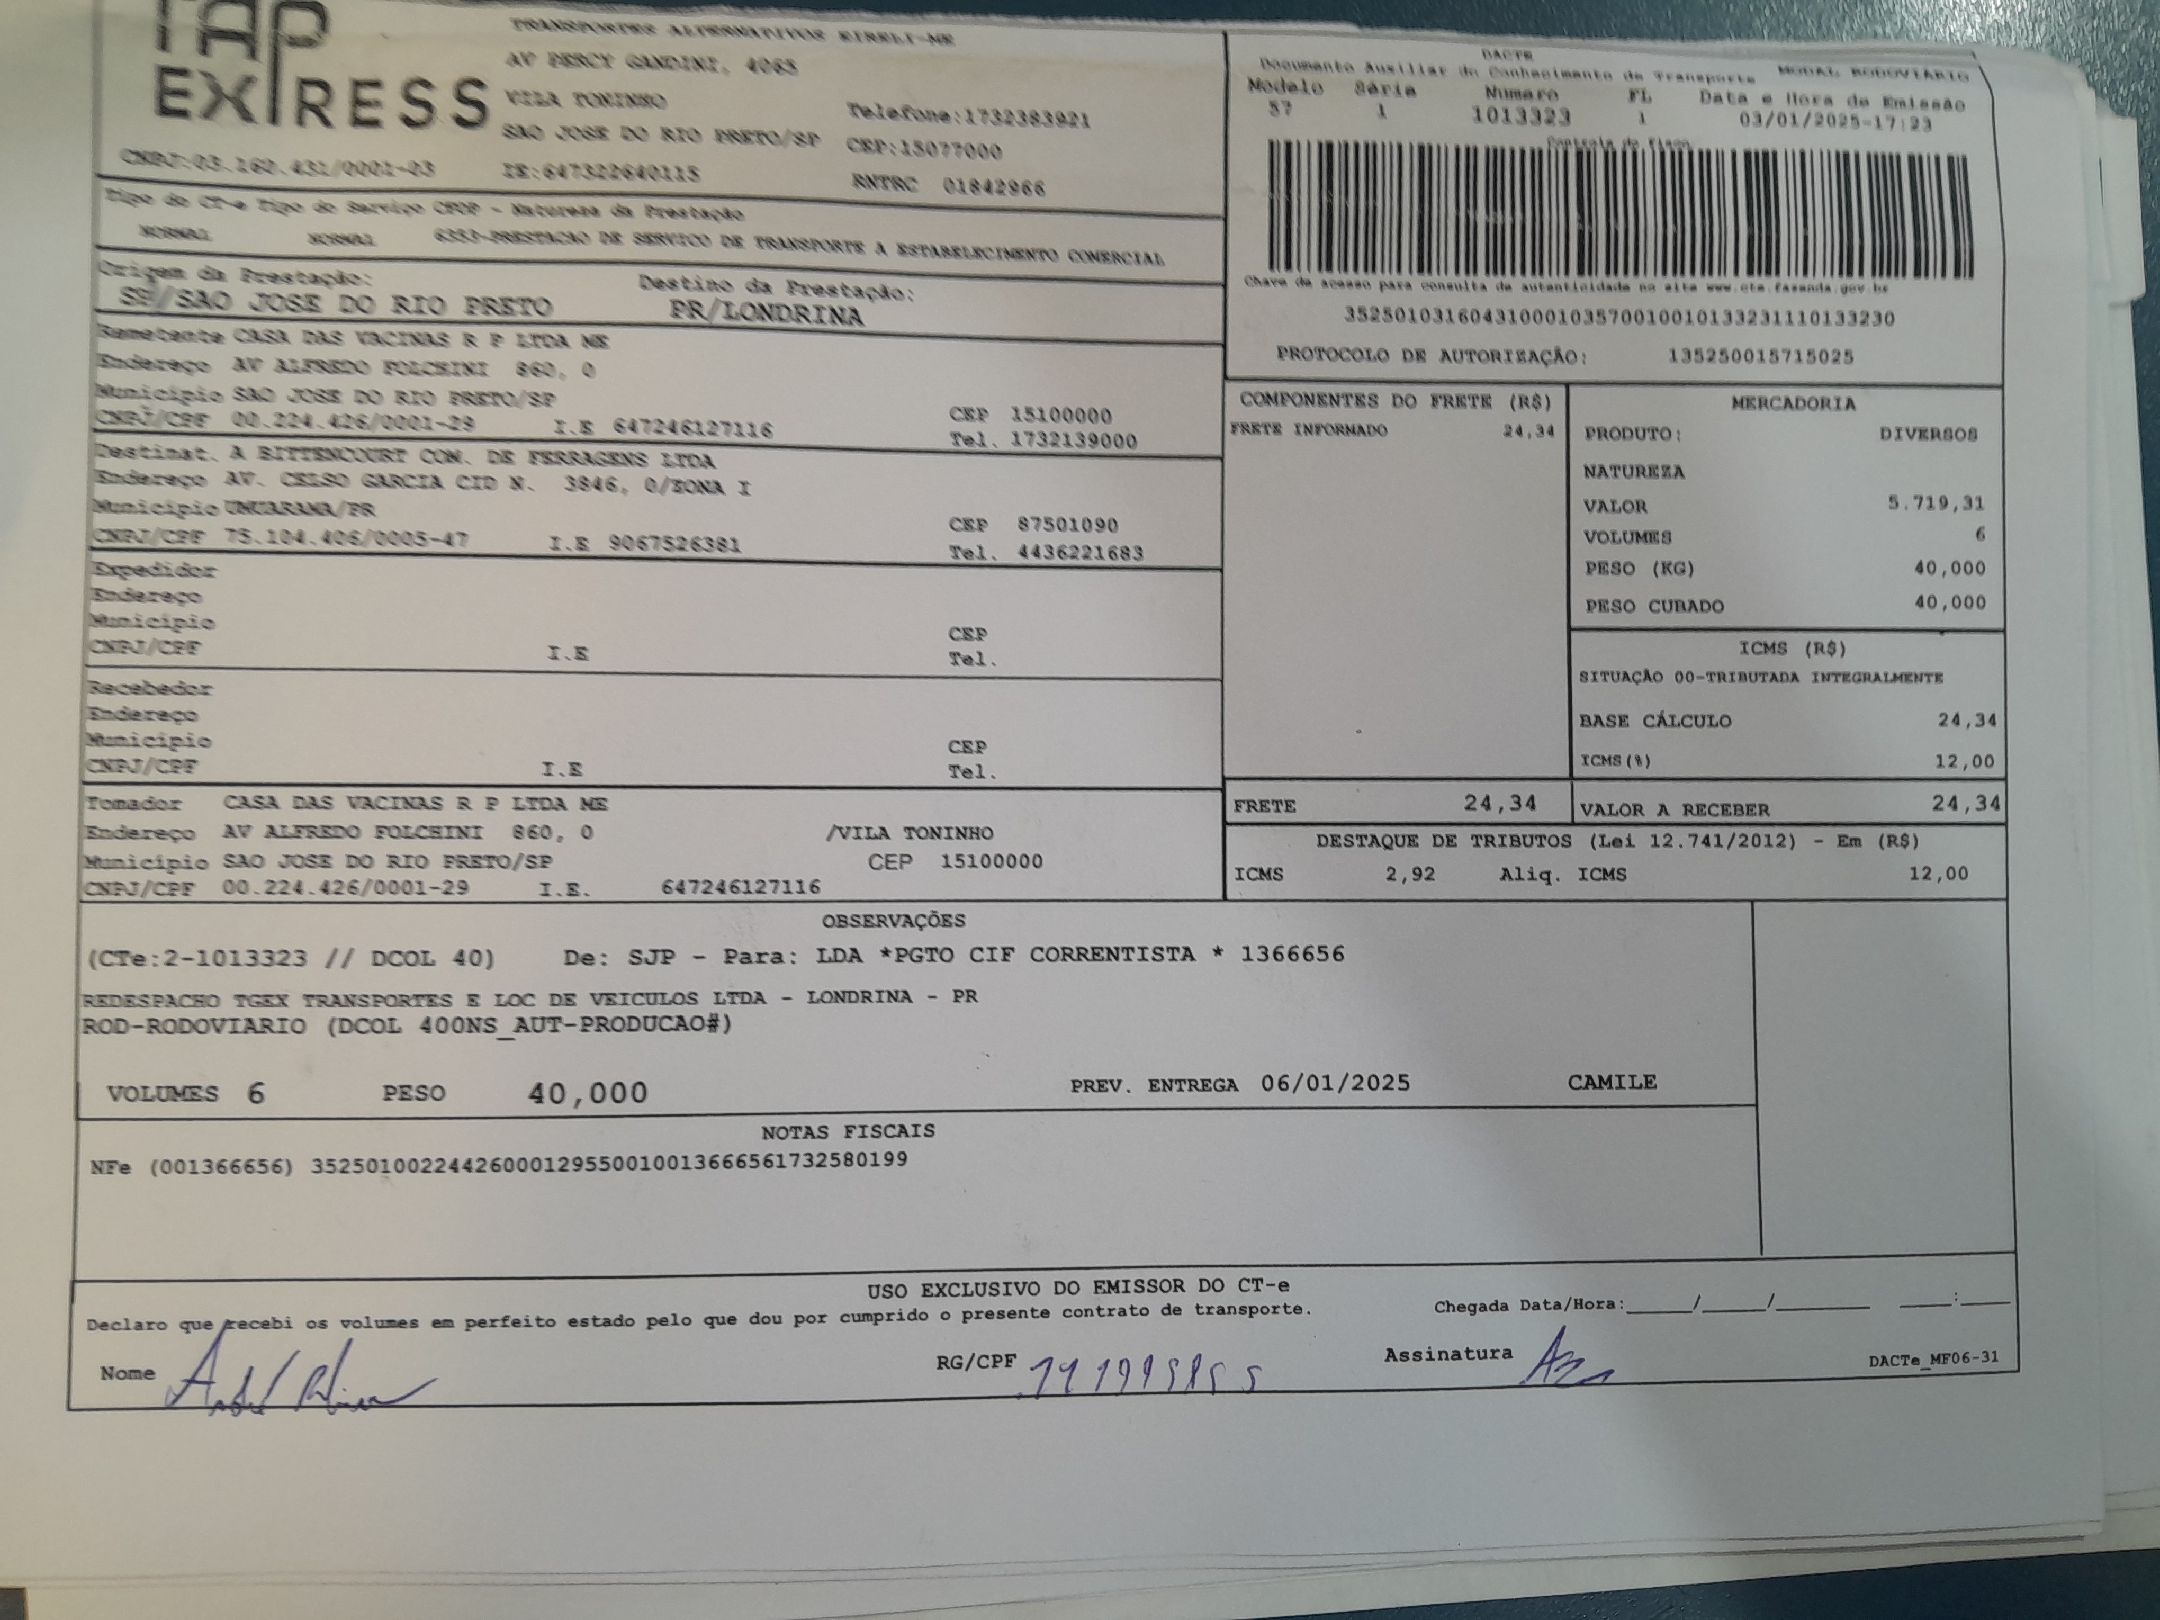 TAP
EXPRESS
TRANSPORTES ALTERNATIVOS EIRELI-ME
AV PERCY GANDINI, 4065
VILA TONINHO
SAO JOSE DO RIO PRETO/SP
Telefone:1732383921
CEP:15077000
CNPJ:03.160.431/0001-03 IE:647322640115 RNTRC 01842966
Tipo do CT-e Tipo do Serviço CFOP - Natureza da Prestação
NORMAL NORMAL 6353-PRESTACAO DE SERVICO DE TRANSPORTE A ESTABELECIMENTO COMERCIAL
Origem da Prestação: Destino da Prestação:
SP/SAO JOSE DO RIO PRETO PR/LONDRINA
DACTE
Documento Auxiliar do Conhecimento de Transporte MODAL RODOVIÁRIO
Modelo Série Numero FL Data e Hora de Emissão
57 1 1013323 1 03/01/2025-17:23
Controle do Fisco
Chave de acesso para consulta de autenticidade no site www.cte.fazenda.gov.br
35250103160431000103570010010133231110133230
PROTOCOLO DE AUTORIZAÇÃO: 135250015715025
Remetente CASA DAS VACINAS R P LTDA ME
Endereço AV ALFREDO FOLCHINI 860, 0
Municipio SAO JOSE DO RIO PRETO/SP CEP 15100000
CNPJ/CPF 00.224.426/0001-29 I.E 647246127116 Tel. 1732139000
Destinat. A BITTENCOURT COM. DE FERRAGENS LTDA
Endereço AV. CELSO GARCIA CID N. 3846, 0/ZONA I
Municipio UMUARAMA/PR CEP 87501090
CNPJ/CPF 75.104.406/0005-47 I.E 9067526381 Tel. 4436221683
Expedidor
Endereço
Municipio CEP
CNPJ/CPF I.E Tel.
Recebedor
Endereço
Municipio CEP
CNPJ/CPF I.E Tel.
Tomador CASA DAS VACINAS R P LTDA ME
Endereço AV ALFREDO FOLCHINI 860, 0 /VILA TONINHO
Municipio SAO JOSE DO RIO PRETO/SP CEP 15100000
CNPJ/CPF 00.224.426/0001-29 I.E. 647246127116
COMPONENTES DO FRETE (R$)
FRETE INFORMADO 24,34
MERCADORIA
PRODUTO: DIVERSOS
NATUREZA
VALOR 5.719,31
VOLUMES 6
PESO (KG) 40,000
PESO CUBADO 40,000
ICMS (R$)
SITUAÇÃO 00-TRIBUTADA INTEGRALMENTE
BASE CÁLCULO 24,34
ICMS(%) 12,00
FRETE 24,34 VALOR A RECEBER 24,34
DESTAQUE DE TRIBUTOS (Lei 12.741/2012) - Em (R$)
ICMS 2,92 Aliq. ICMS 12,00
OBSERVAÇÕES
(CTe:2-1013323 // DCOL 40) De: SJP - Para: LDA *PGTO CIF CORRENTISTA * 1366656
REDESPACHO TGEX TRANSPORTES E LOC DE VEICULOS LTDA - LONDRINA - PR
ROD-RODOVIARIO (DCOL 400NS_AUT-PRODUCAO#)
VOLUMES 6 PESO 40,000 PREV. ENTREGA 06/01/2025 CAMILE
NOTAS FISCAIS
NFe (001366656) 35250100224426000129550010013666561732580199
USO EXCLUSIVO DO EMISSOR DO CT-e
Declaro que recebi os volumes em perfeito estado pelo que dou por cumprido o presente contrato de transporte. Chegada Data/Hora:_____/_____/_______ ____:____
Nome RG/CPF Assinatura DACTe_MF06-31